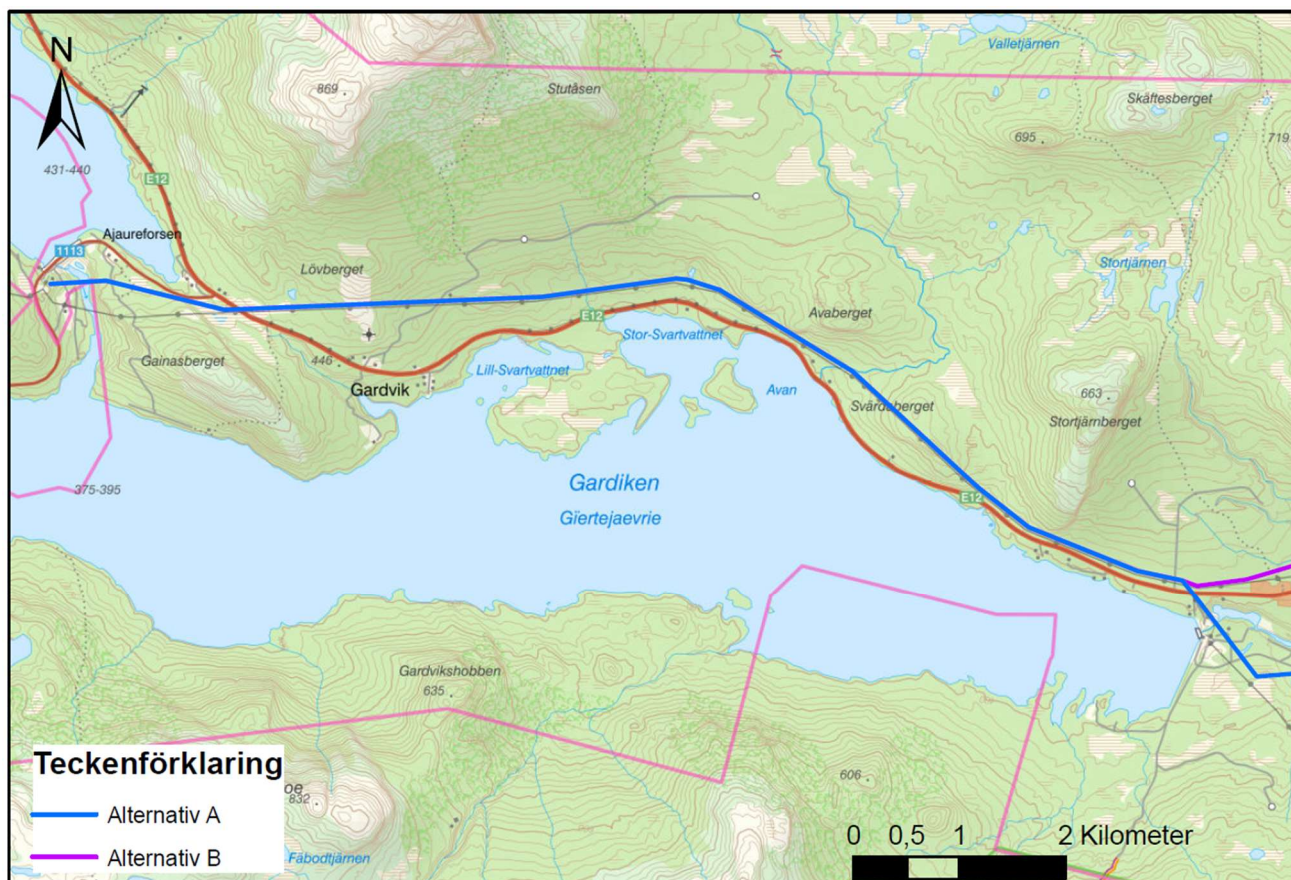 N
Valletjärnen
869
Stutåsen
Skäftesberget
695
719
431-440
E12
Ajaureforsen
1113
Lövberget
Stortjärnen
Avaberget
E12
Stor-Svartvattnet
Gainasberget
446
Lill-Svartvattnet
Gardvik
Avan
663
Svärdsberget
Stortjärnberget
Gardiken
375-395
E12
Gïertejaevrie
Gardvikshobben
635
Teckenförklaring
606
oe
832
Alternativ A
0 0,5 1 2 Kilometer
Alternativ B
Fäbodtjärnen